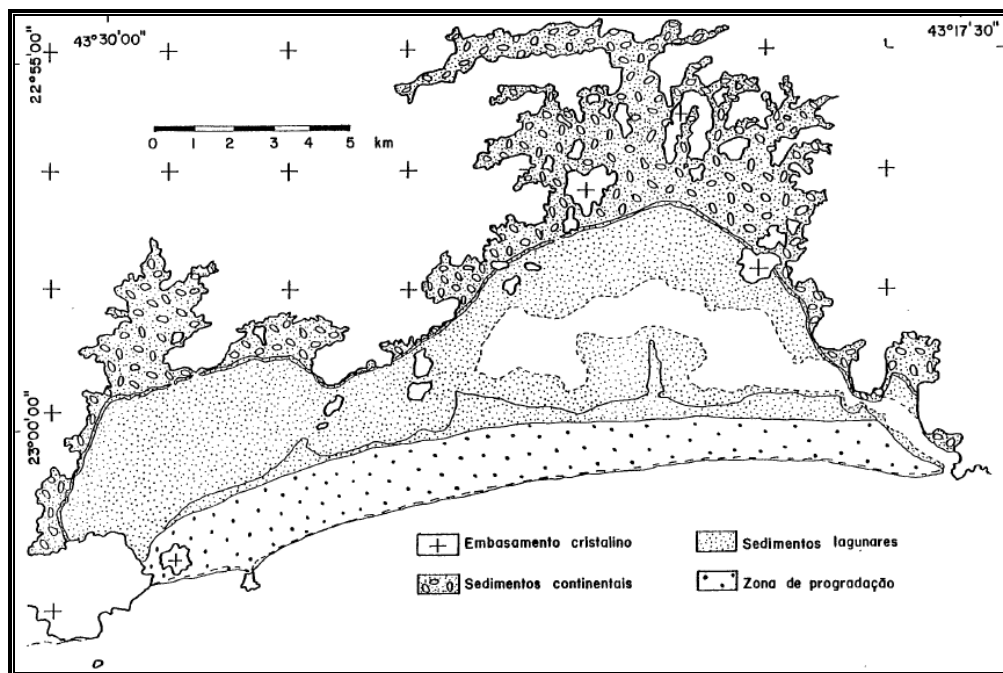 43°30'00"
43°17'30"
22°55'00"
0 1 2 3 4 5 km
23°00'00"
Embasamento cristalino
Sedimentos lagunares
Sedimentos continentais
Zona de progradação